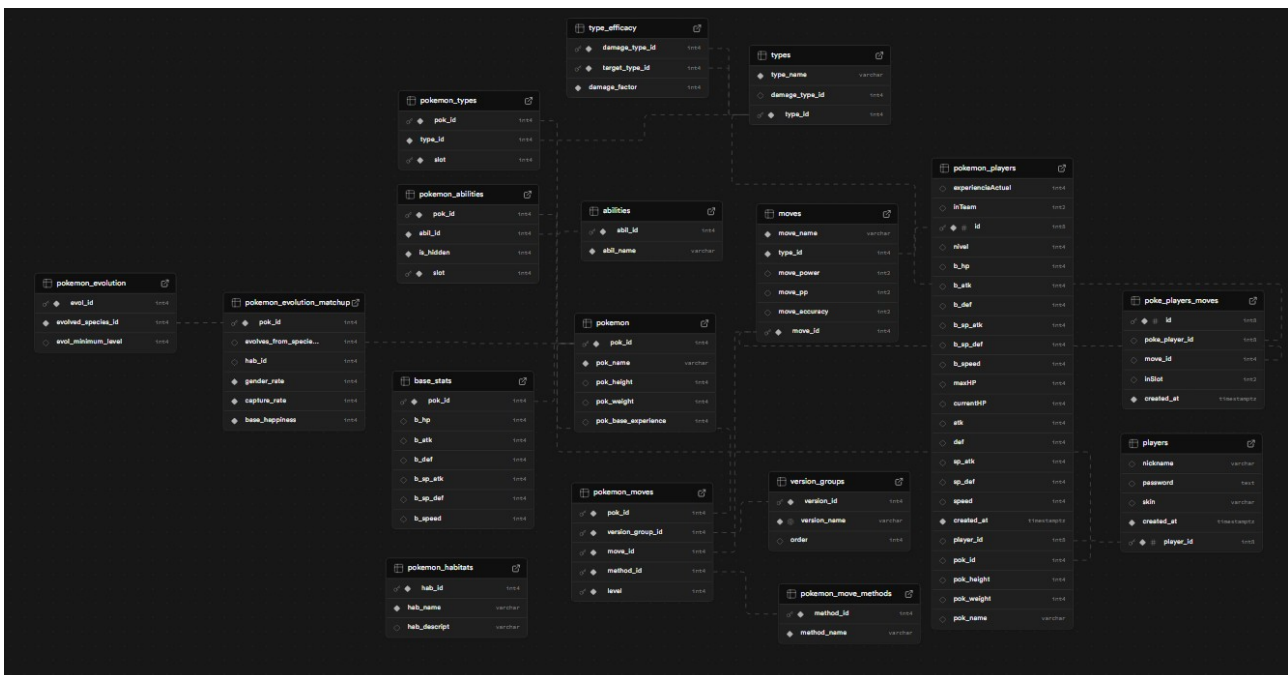 type_efficacy
damage_type_id int4
target_type_id int4
damage_factor int4
types
type_name varchar
damage_type_id int4
type_id int4
pokemon_types
pok_id int4
type_id int4
slot int4
pokemon_abilities
pok_id int4
abil_id int4
is_hidden int4
slot int4
abilities
abil_id int4
abil_name varchar
moves
move_name varchar
type_id int4
move_power int2
move_pp int2
move_accuracy int2
move_id int4
pokemon_players
experiencieActual int4
inTeam int2
id int8
nivel int4
b_hp int4
b_atk int4
b_def int4
b_sp_atk int4
b_sp_def int4
b_speed int4
maxHP int4
currentHP int4
atk int4
def int4
sp_atk int4
sp_def int4
speed int4
created_at timestamptz
player_id int8
pok_id int4
pok_height int4
pok_weight int4
pok_name varchar
pokemon_evolution
evol_id int4
evolved_species_id int4
evol_minimum_level int4
pokemon_evolution_matchup
pok_id int4
evolves_from_specie... int4
hab_id int4
gender_rate int4
capture_rate int4
base_happiness int4
base_stats
pok_id int4
b_hp int4
b_atk int4
b_def int4
b_sp_atk int4
b_sp_def int4
b_speed int4
pokemon
pok_id int4
pok_name varchar
pok_height int4
pok_weight int4
pok_base_experience int4
poke_players_moves
id int8
poke_player_id int8
move_id int4
inSlot int2
created_at timestamptz
players
nickname varchar
password text
skin varchar
created_at timestamptz
player_id int8
pokemon_moves
pok_id int4
version_group_id int4
move_id int4
method_id int4
level int4
version_groups
version_id int4
version_name varchar
order int4
pokemon_habitats
hab_id int4
hab_name varchar
hab_descript varchar
pokemon_move_methods
method_id int4
method_name varchar